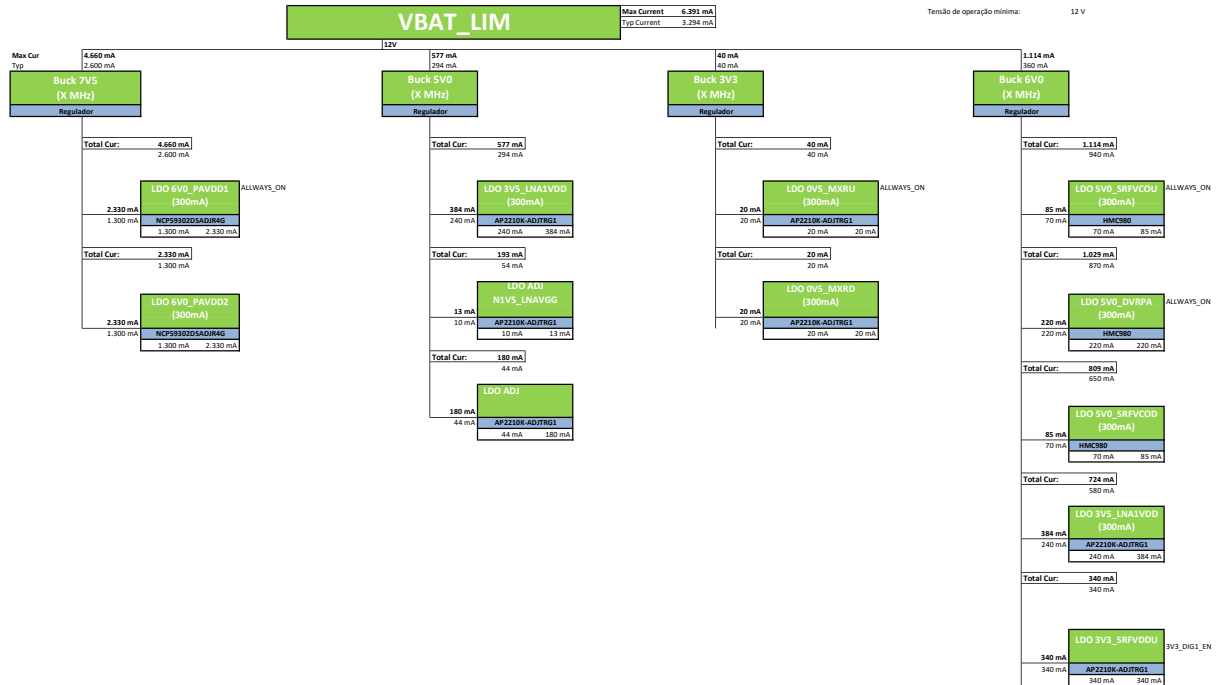 VBAT_LIM
Max Current 6.391 mA
Typ Current 3.294 mA
Tensão de operação mínima: 12 V
12V
Max Cur 4.660 mA
Typ 2.600 mA
577 mA
294 mA
40 mA
40 mA
1.114 mA
360 mA
Buck 7V5
(X MHz)
Regulador
Buck 5V0
(X MHz)
Regulador
Buck 3V3
(X MHz)
Regulador
Buck 6V0
(X MHz)
Regulador
Total Cur: 4.660 mA
2.600 mA
LDO 6V0_PAVDD1
(300mA)
ALLWAYS_ON
2.330 mA
1.300 mA
NCP59302DSADJR4G
1.300 mA 2.330 mA
Total Cur: 2.330 mA
1.300 mA
LDO 6V0_PAVDD2
(300mA)
2.330 mA
1.300 mA
NCP59302DSADJR4G
1.300 mA 2.330 mA
Total Cur: 577 mA
294 mA
LDO 3V5_LNA1VDD
(300mA)
384 mA
240 mA
AP2210K-ADJTRG1
240 mA 384 mA
Total Cur: 193 mA
54 mA
LDO ADJ
N1V5_LNAVGG
13 mA
10 mA
AP2210K-ADJTRG1
10 mA 13 mA
Total Cur: 180 mA
44 mA
LDO ADJ
180 mA
44 mA
AP2210K-ADJTRG1
44 mA 180 mA
Total Cur: 40 mA
40 mA
LDO 0V5_MXRU
(300mA)
ALLWAYS_ON
20 mA
20 mA
AP2210K-ADJTRG1
20 mA 20 mA
Total Cur: 20 mA
20 mA
LDO 0V5_MXRD
(300mA)
20 mA
20 mA
AP2210K-ADJTRG1
20 mA 20 mA
Total Cur: 1.114 mA
940 mA
LDO 5V0_SRFVCOU
(300mA)
ALLWAYS_ON
85 mA
70 mA
HMC980
70 mA 85 mA
Total Cur: 1.029 mA
870 mA
LDO 5V0_DVRPA
(300mA)
ALLWAYS_ON
220 mA
220 mA
HMC980
220 mA 220 mA
Total Cur: 809 mA
650 mA
LDO 5V0_SRFVCOD
(300mA)
85 mA
70 mA
HMC980
70 mA 85 mA
Total Cur: 724 mA
580 mA
LDO 3V5_LNA1VDD
(300mA)
384 mA
240 mA
AP2210K-ADJTRG1
240 mA 384 mA
Total Cur: 340 mA
340 mA
LDO 3V3_SRFVDDU
3V3_DIG1_EN
340 mA
340 mA
AP2210K-ADJTRG1
340 mA 340 mA